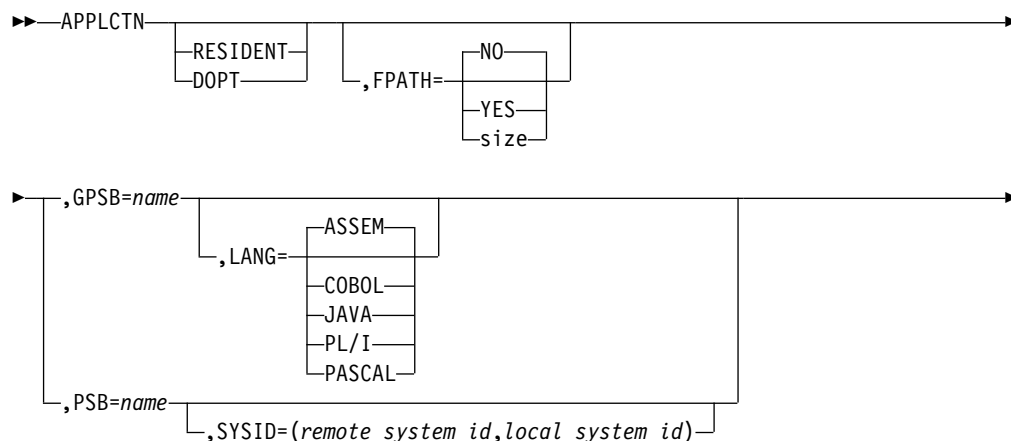 APPLCTN
RESIDENT
DOPT
,FPATH=
NO
YES
size
,GPSB=name
,LANG=
ASSEM
COBOL
JAVA
PL/I
PASCAL
,PSB=name
,SYSID=(remote system id,local system id)